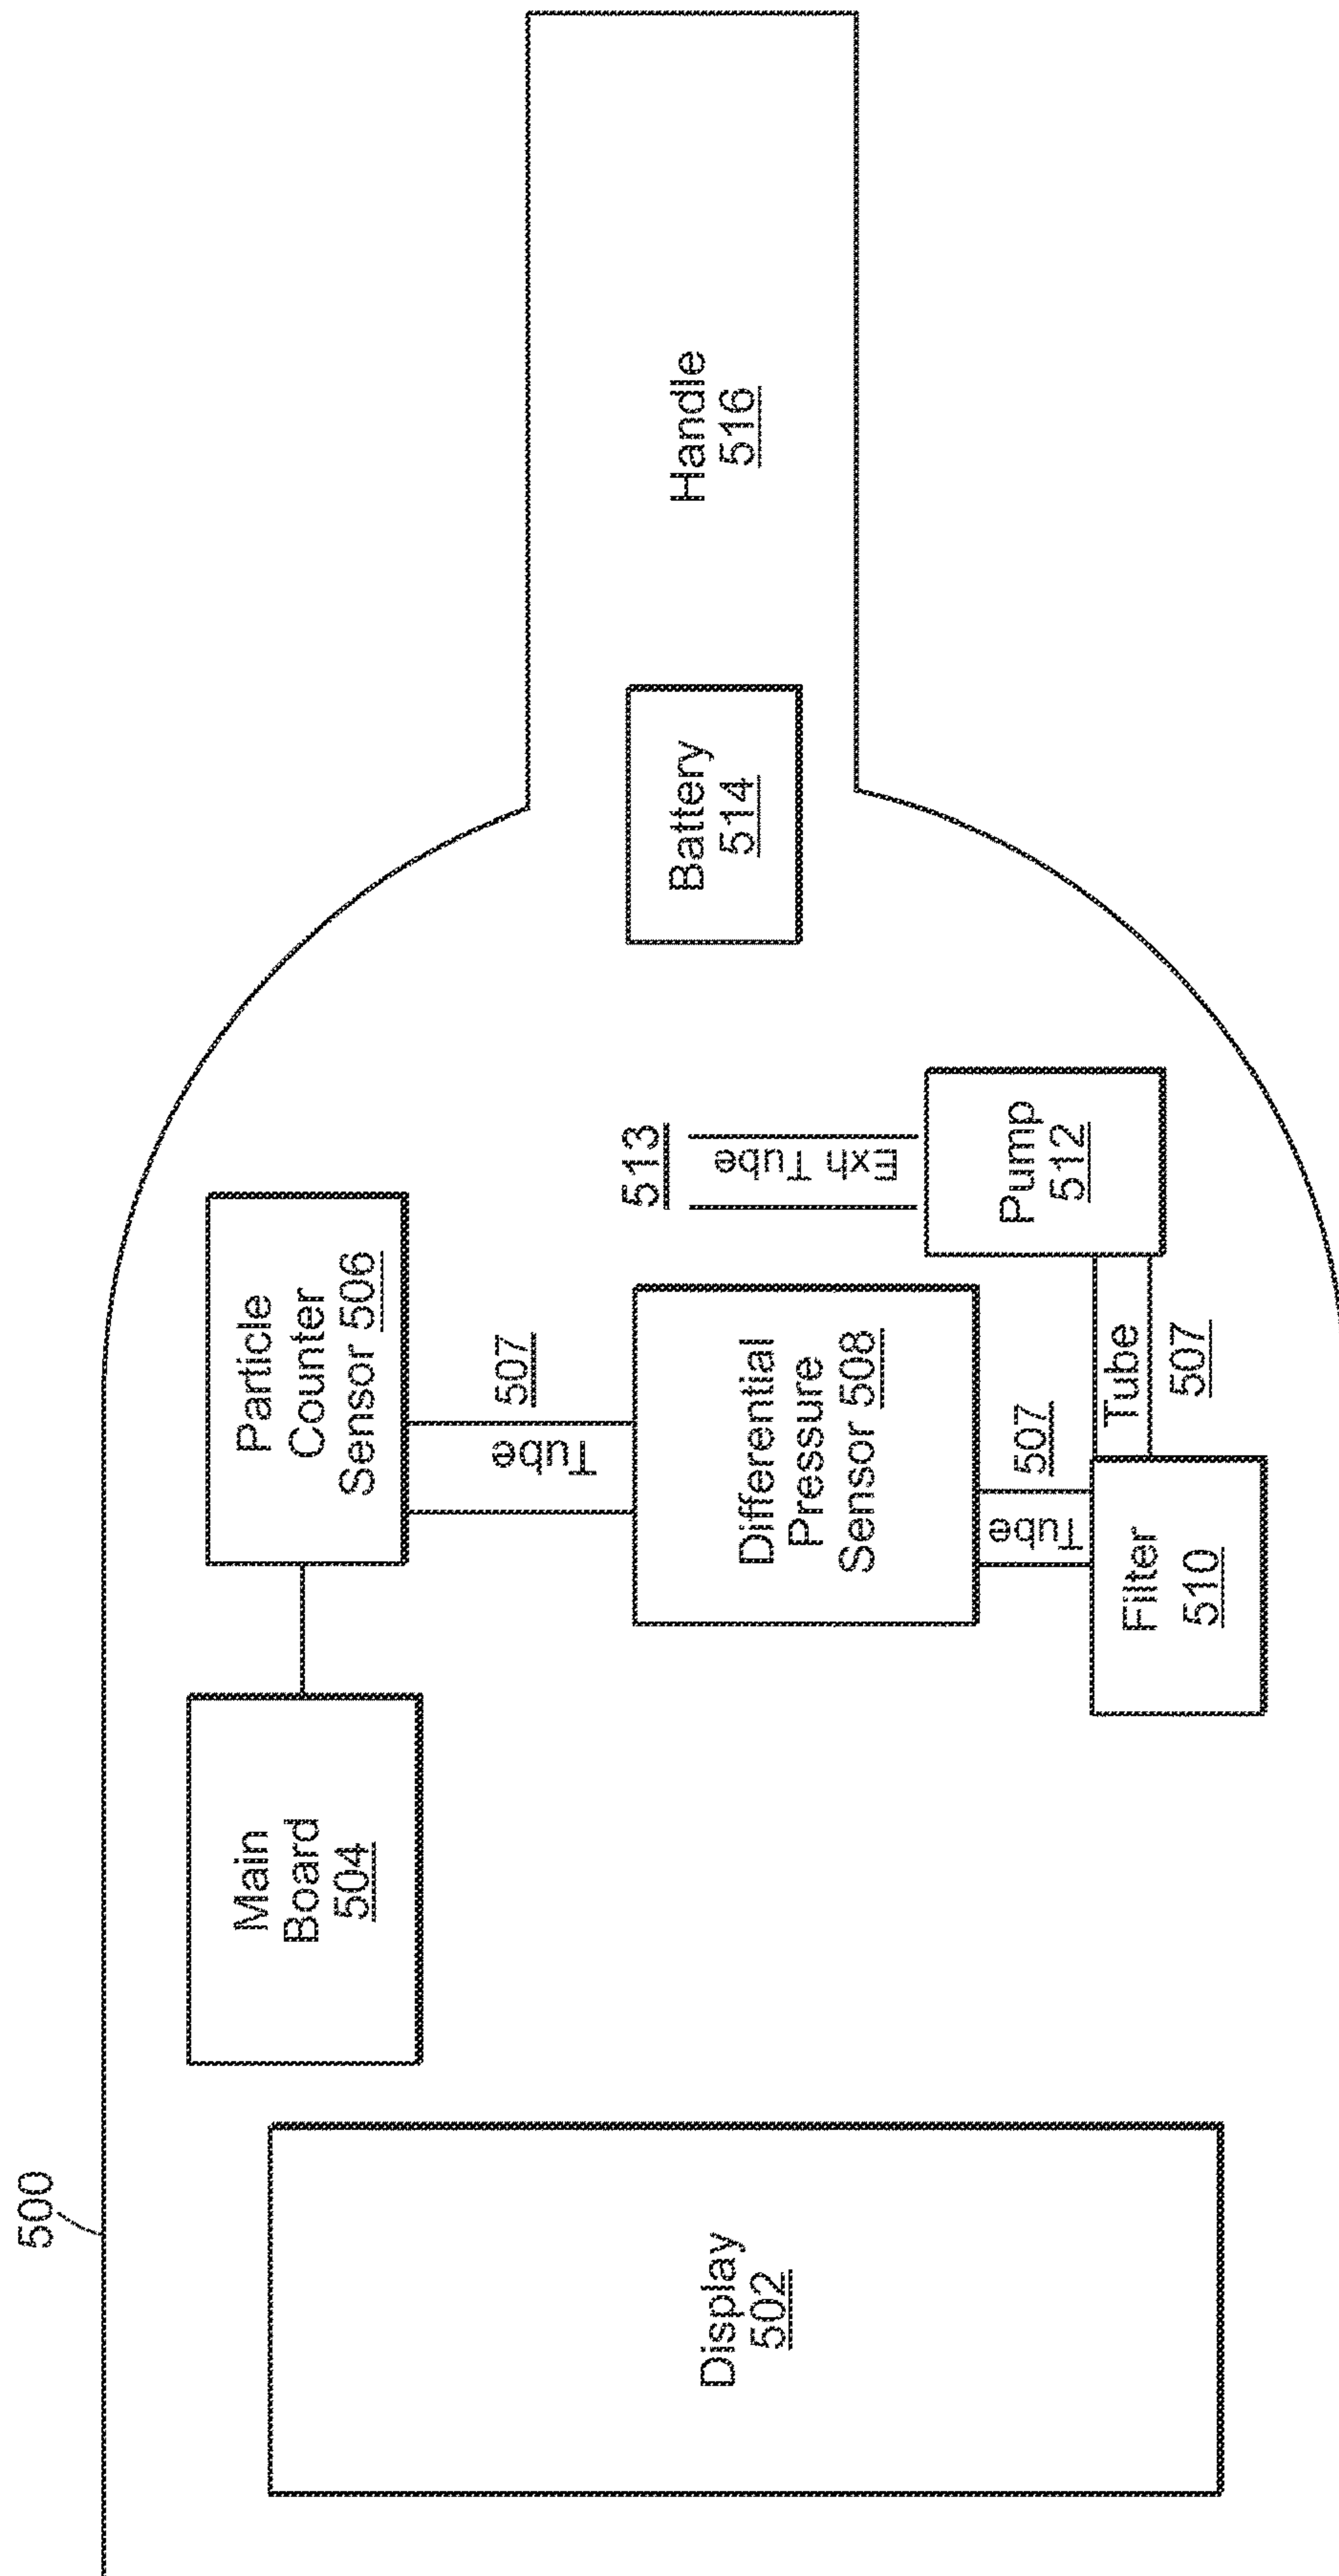 500
Display
502
Main
Board
504
Particle
Counter
Sensor 506
Tube
507
Differential
Pressure
Sensor 508
Tube
507
Filter
510
Tube
507
Pump
512
Exh Tube
513
Battery
514
Handle
516